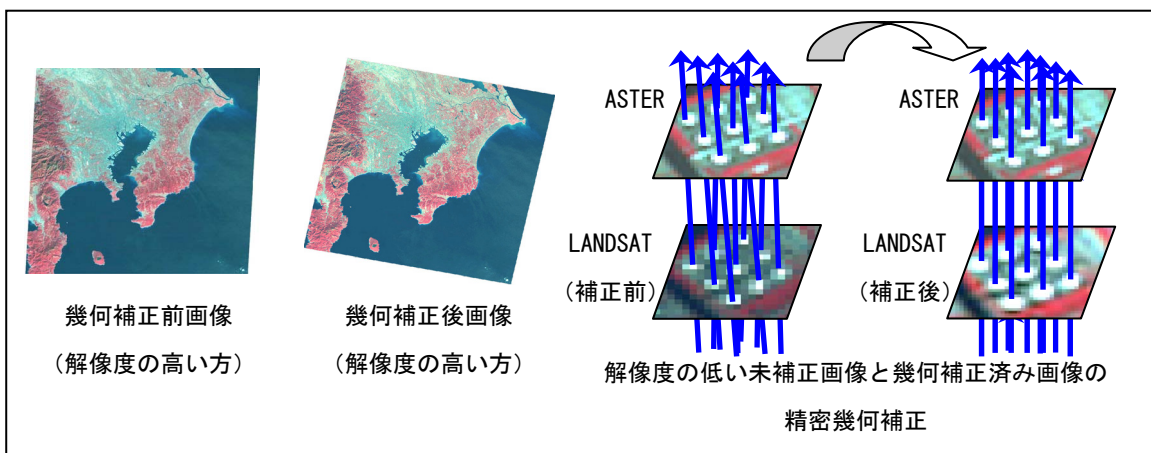 幾何補正前画像
(解像度の高い方)
幾何補正後画像
(解像度の高い方)
ASTER
LANDSAT
(補正前)
ASTER
LANDSAT
(補正後)
解像度の低い未補正画像と幾何補正済み画像の
精密幾何補正